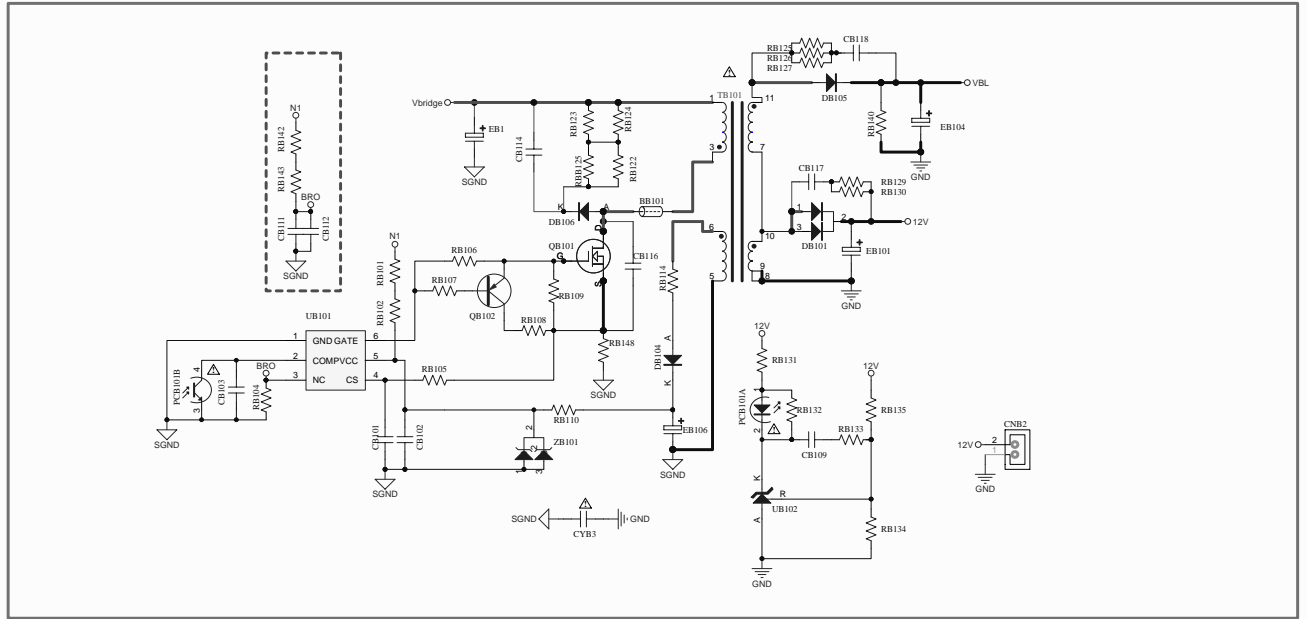 RB125
RB126
RB127
CB118
TB101
DB105
VBL
N1
RB142
RB143
BRO
CB111
CB112
SGND
Vbridge
EB1
SGND
CB114
RB123
RB124
RBB125
RB122
1
3
11
7
RB140
EB104
GND
CB117
RB129
RB130
K
A
DB106
BB101
1
3
2
12V
DB101
EB101
GND
D
G
S
QB101
CB116
6
5
10
9
8
N1
RB101
RB102
RB106
RB107
QB102
RB109
RB108
RB148
SGND
RB114
A
DB104
K
UB101
1
GND
GATE
6
2
COMP
VCC
5
3
NC
CS
4
PCB101B
4
3
CB103
BRO
RB104
SGND
RB105
RB110
CB101
CB102
SGND
2
2
1
3
ZB101
EB106
SGND
12V
RB131
1
PCB101A
2
RB132
CB109
RB133
12V
RB135
K
R
UB102
A
RB134
GND
12V
2
1
CNB2
GND
SGND
CYB3
GND